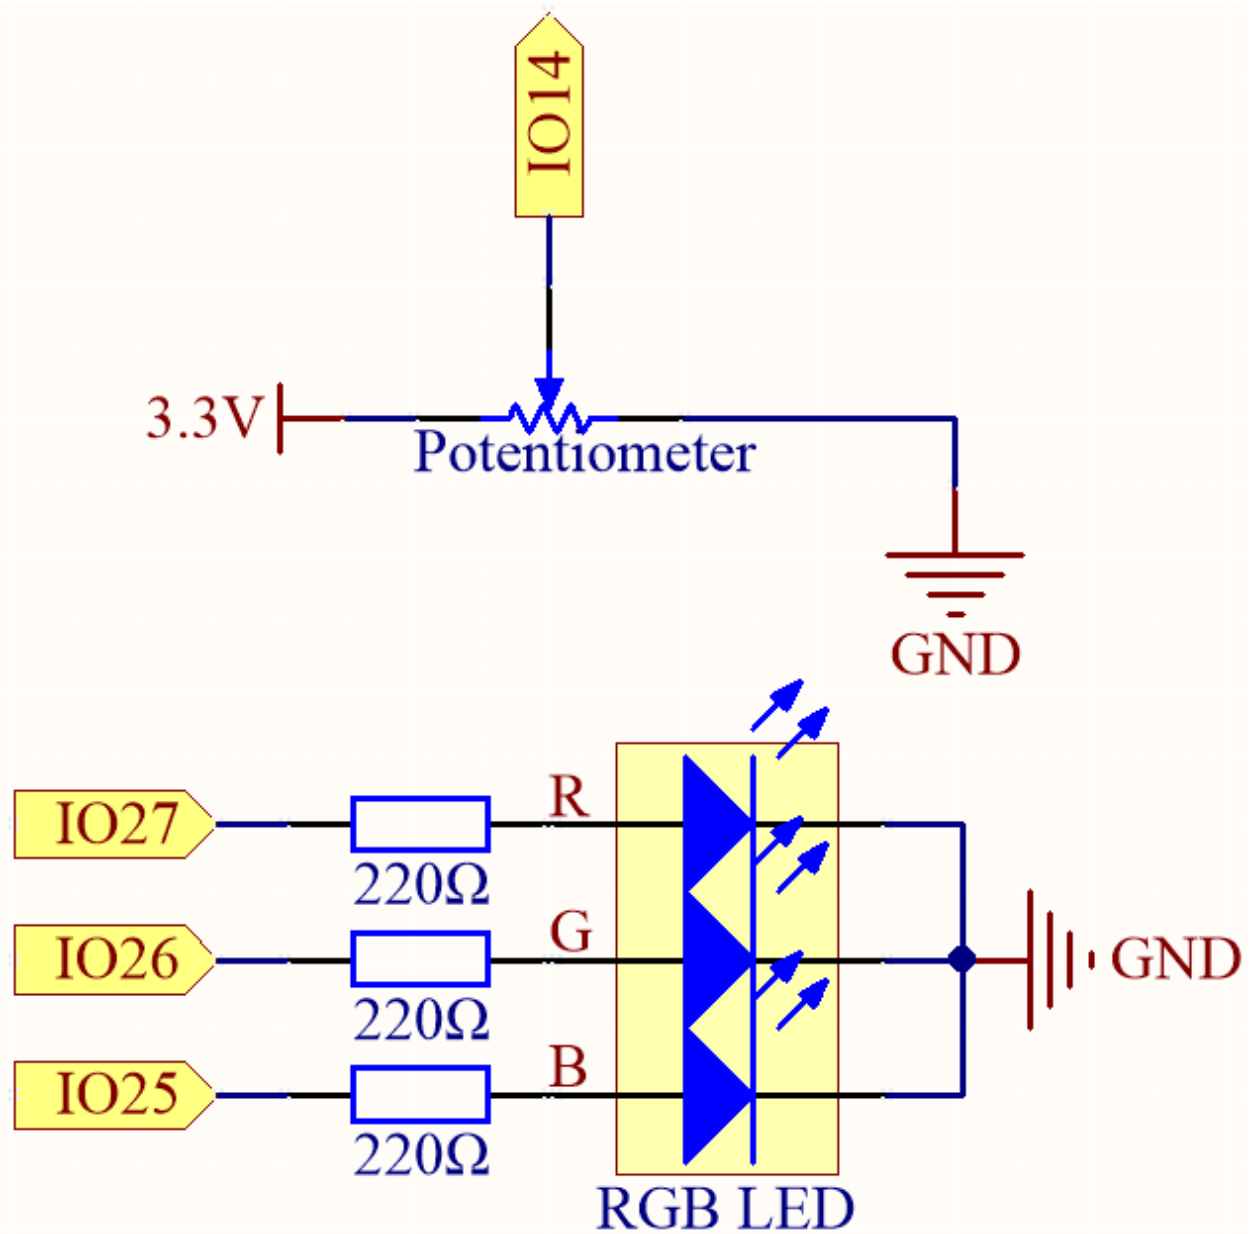 IO14
3.3V
Potentiometer
GND
IO27
220Ω
R
IO26
220Ω
G
GND
IO25
220Ω
B
RGB LED